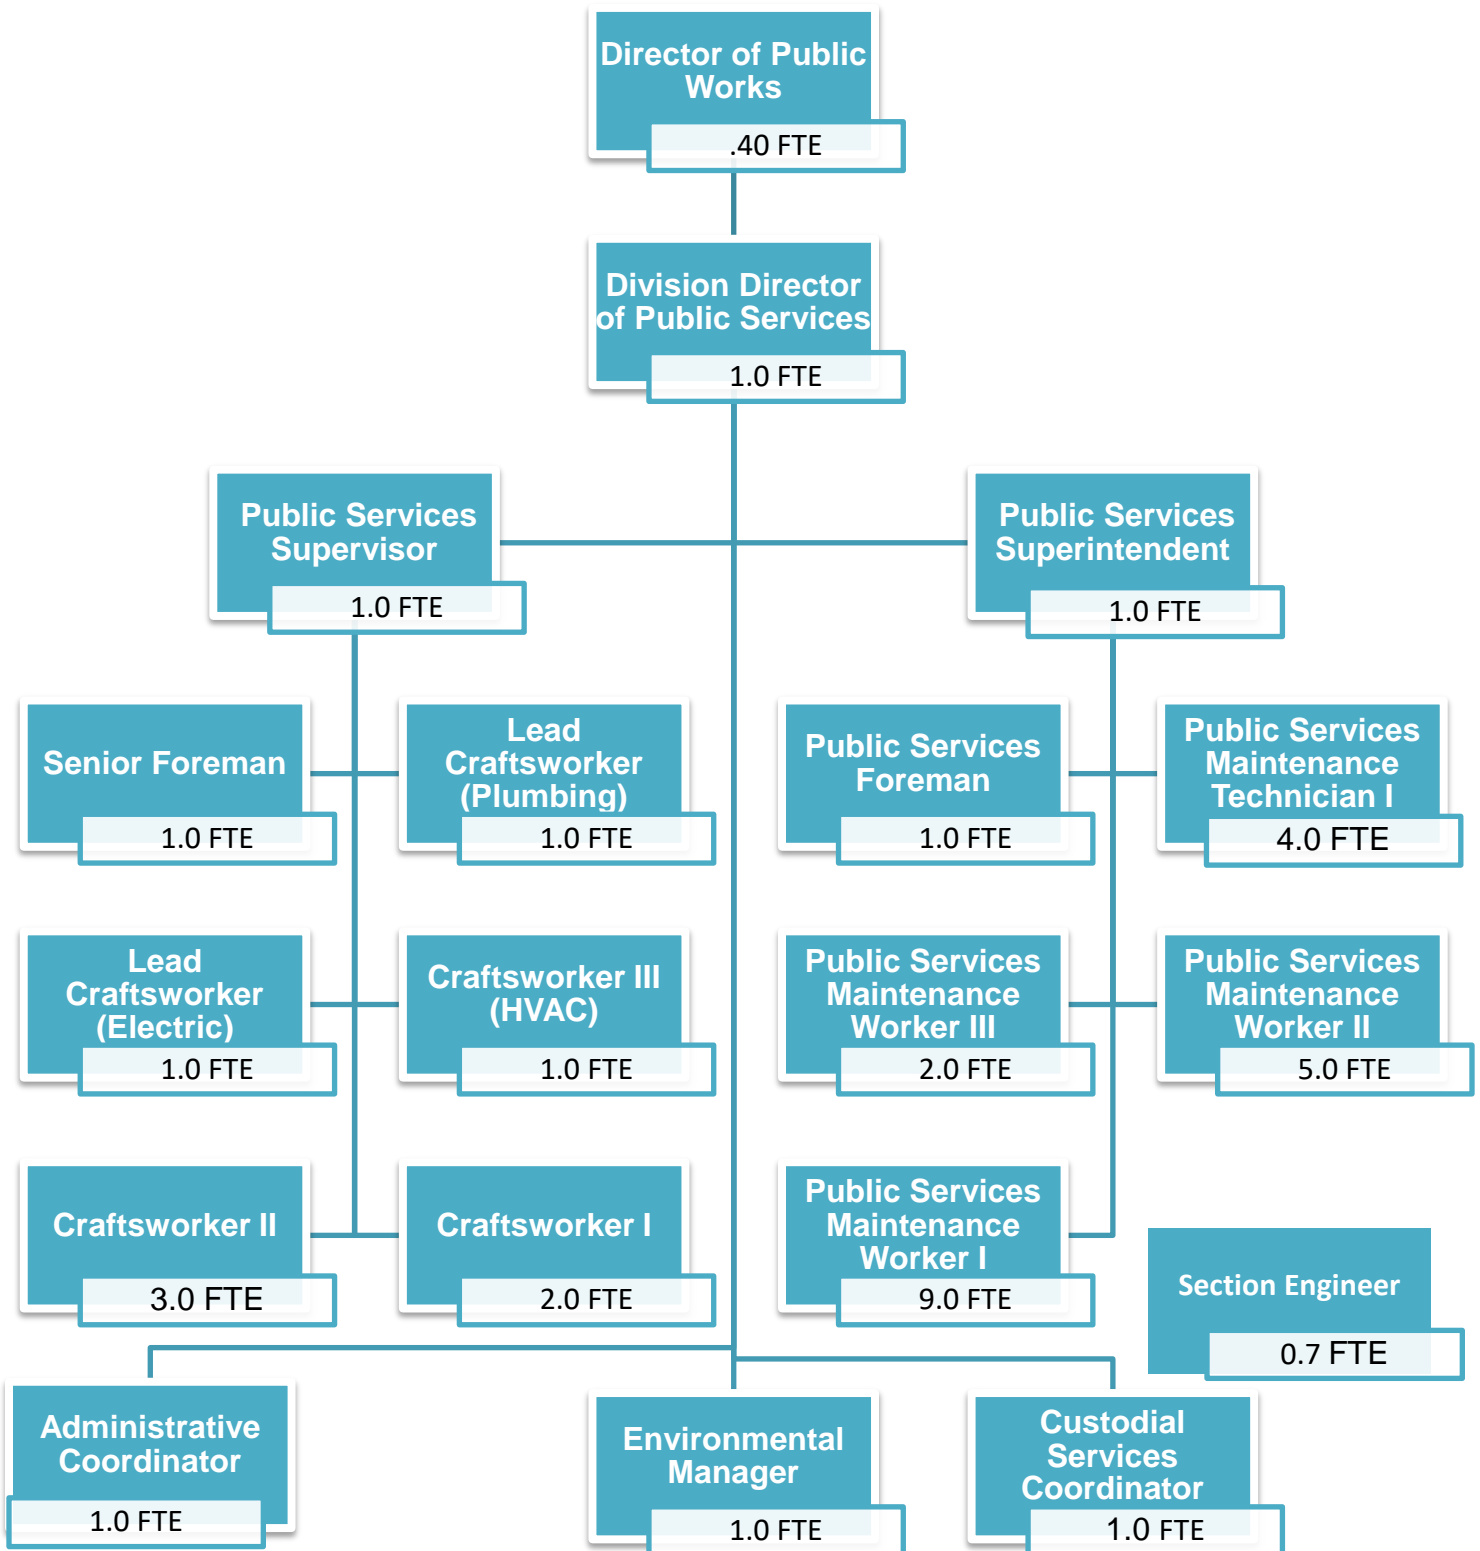 Director of Public
Works
.40 FTE
Division Director
of Public Services
1.0 FTE
Public Services
Supervisor
1.0 FTE
Public Services
Superintendent
1.0 FTE
Senior Foreman
1.0 FTE
Lead
Craftsworker
(Plumbing)
1.0 FTE
Public Services
Foreman
1.0 FTE
Public Services
Maintenance
Technician I
4.0 FTE
Lead
Craftsworker
(Electric)
1.0 FTE
Craftsworker III
(HVAC)
1.0 FTE
Public Services
Maintenance
Worker III
2.0 FTE
Public Services
Maintenance
Worker II
5.0 FTE
Craftsworker II
3.0 FTE
Craftsworker I
2.0 FTE
Public Services
Maintenance
Worker I
9.0 FTE
Section Engineer
0.7 FTE
Administrative
Coordinator
1.0 FTE
Environmental
Manager
1.0 FTE
Custodial
Services
Coordinator
1.0 FTE